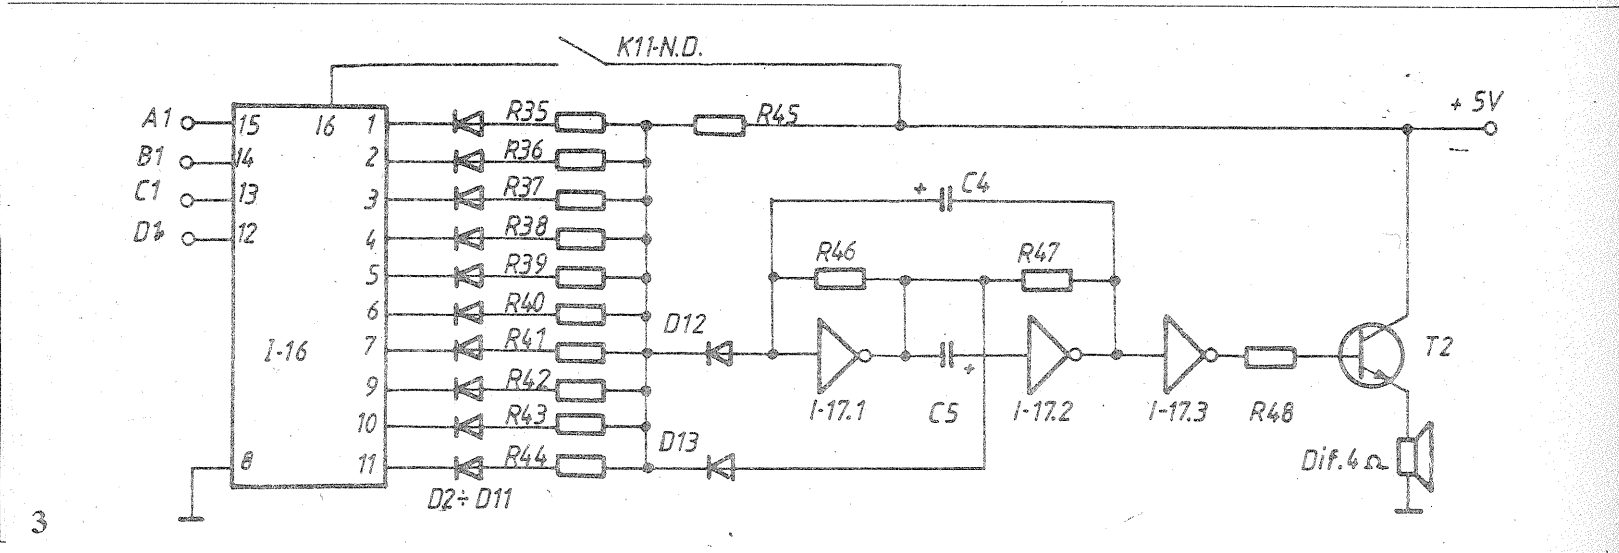 K11-N.D.
A1 15 16 1 R35 R45 + 5V
B1 14 2 R36 —
C1 13 3 R37 + C4
D1 12 4 R38
5 R39 R46 R47
6 R40
I-16 7 R41 D12 T2
9 R42 + I-17.1 C5 I-17.2 I-17.3 R48
10 R43
8 11 R44 D13 Dif. 4 Ω
D2÷D11
3